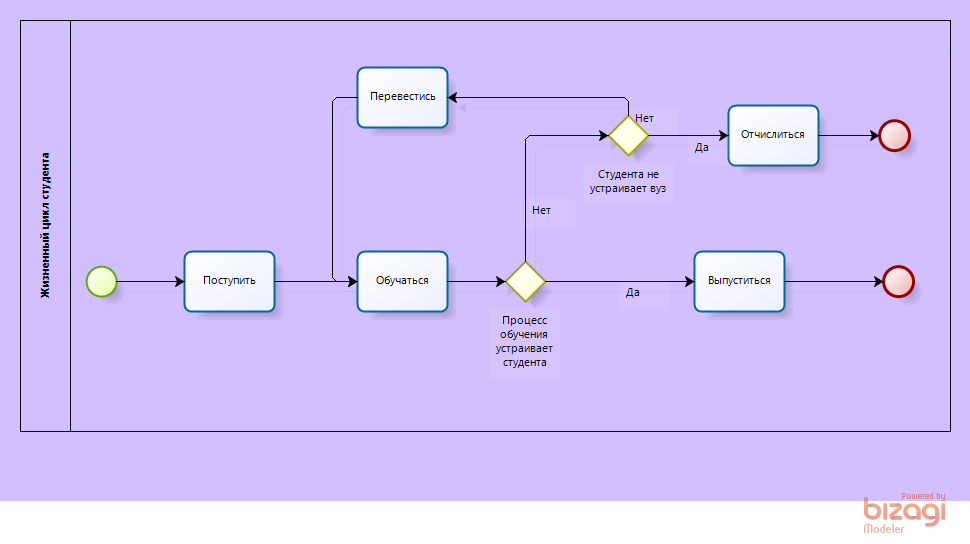 Жизненный цикл студента
Перевестись
Нет
Да
Отчислиться
Студента не
устраивает вуз
Нет
Поступить
Обучаться
Да
Выпуститься
Процесс
обучения
устраивает
студента
Powered by
bizagi
Modeler